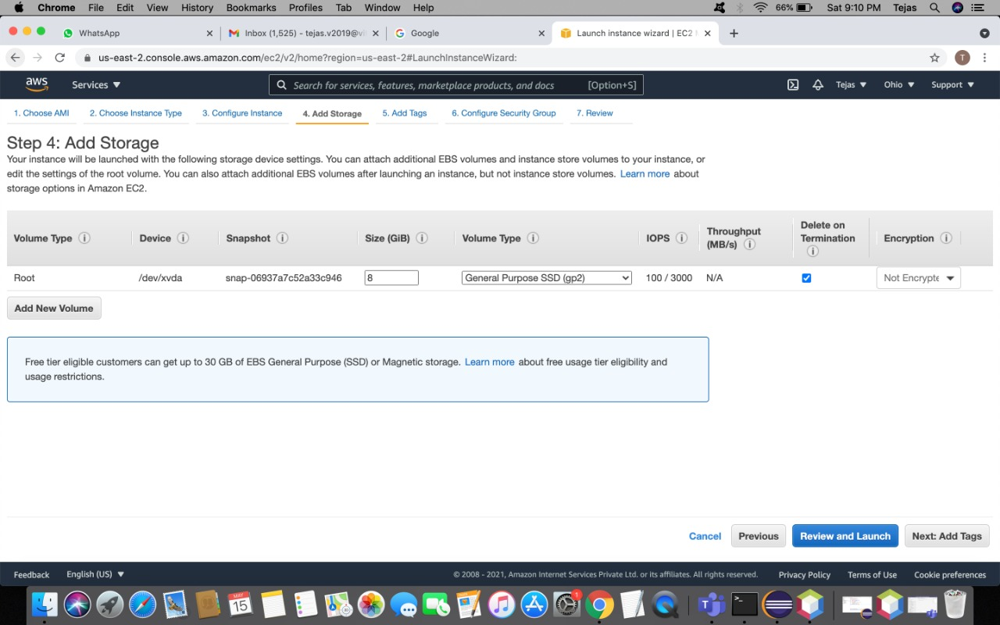 Chrome File Edit View History Bookmarks Profiles Tab Window Help 66% Sat 9:10 PM Tejas
WhatsApp Inbox (1,525) - tejas.v2019@vi Google Launch instance wizard | EC2
us-east-2.console.aws.amazon.com/ec2/v2/home?region=us-east-2#LaunchInstanceWizard: T
aws Services Search for services, features, marketplace products, and docs [Option+S] Tejas Ohio Support
1. Choose AMI 2. Choose Instance Type 3. Configure Instance 4. Add Storage 5. Add Tags 6. Configure Security Group 7. Review
Step 4: Add Storage
Your instance will be launched with the following storage device settings. You can attach additional EBS volumes and instance store volumes to your instance, or
edit the settings of the root volume. You can also attach additional EBS volumes after launching an instance, but not instance store volumes. Learn more about
storage options in Amazon EC2.
Volume Type Device Snapshot Size (GiB) Volume Type IOPS Throughput (MB/s) Delete on Termination Encryption
Root /dev/xvda snap-06937a7c52a33c946 8 General Purpose SSD (gp2) 100 / 3000 N/A Not Encrypte
Add New Volume
Free tier eligible customers can get up to 30 GB of EBS General Purpose (SSD) or Magnetic storage. Learn more about free usage tier eligibility and
usage restrictions.
Cancel Previous Review and Launch Next: Add Tags
Feedback English (US) © 2008 - 2021, Amazon Internet Services Private Ltd. or its affiliates. All rights reserved. Privacy Policy Terms of Use Cookie preferences
MAY
15
1